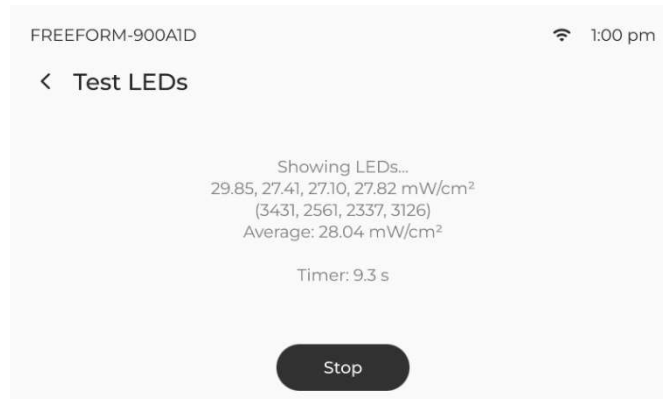 FREEFORM-900A1D
1:00 pm
Test LEDs
Showing LEDs...
29.85, 27.41, 27.10, 27.82 mW/cm²
(3431, 2561, 2337, 3126)
Average: 28.04 mW/cm²
Timer: 9.3 s
Stop